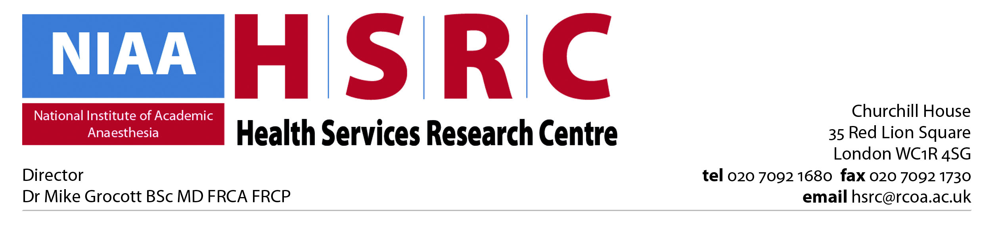 NIAA
National Institute of Academic
Anaesthesia
HSRC
Health Services Research Centre
Churchill House
35 Red Lion Square
London WC1R 4SG
tel 020 7092 1680 fax 020 7092 1730
email hsrc@rcoa.ac.uk
Director
Dr Mike Grocott BSc MD FRCA FRCP